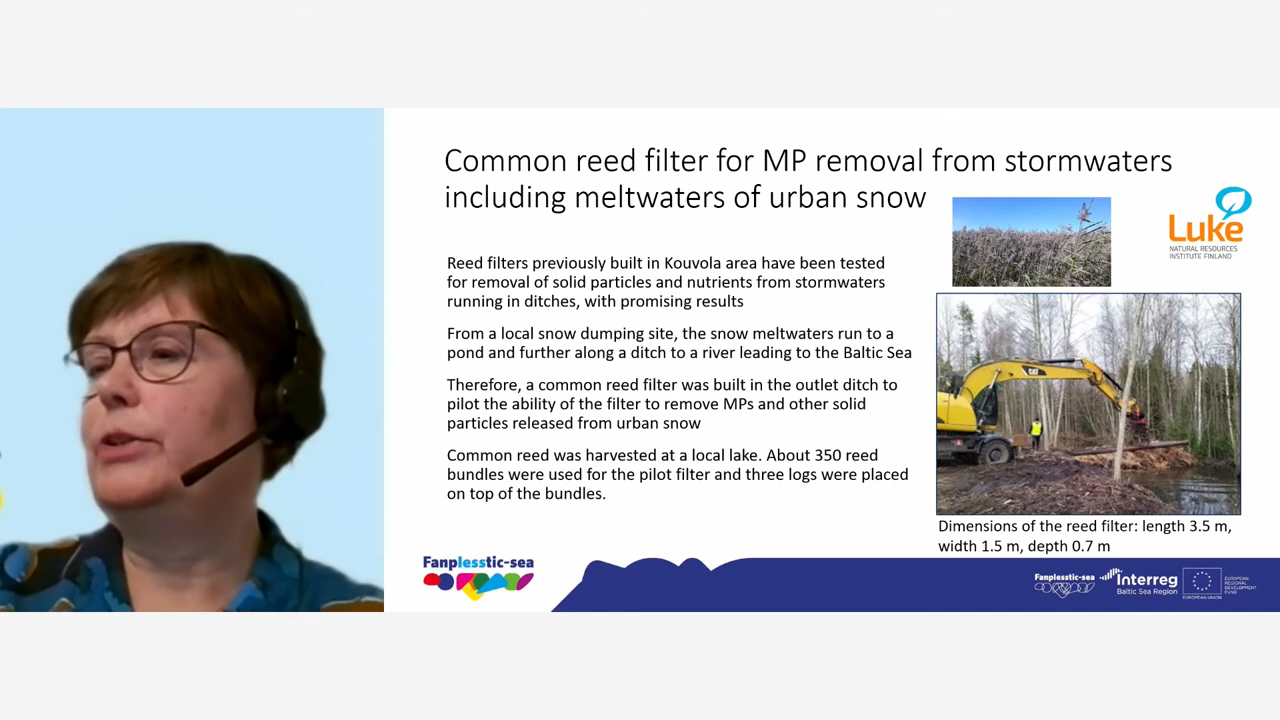 Common reed filter for MP removal from stormwaters
including meltwaters of urban snow
Luke
NATURAL RESOURCES
INSTITUTE FINLAND
Reed filters previously built in Kouvola area have been tested
for removal of solid particles and nutrients from stormwaters
running in ditches, with promising results
From a local snow dumping site, the snow meltwaters run to a
pond and further along a ditch to a river leading to the Baltic Sea
Therefore, a common reed filter was built in the outlet ditch to
pilot the ability of the filter to remove MPs and other solid
particles released from urban snow
Common reed was harvested at a local lake. About 350 reed
bundles were used for the pilot filter and three logs were placed
on top of the bundles.
CAT
Dimensions of the reed filter: length 3.5 m,
width 1.5 m, depth 0.7 m
Fanplesstic-sea
Fanplesstic-sea
Interreg
Baltic Sea Region
EUROPEAN UNION
EUROPEAN
REGIONAL
DEVELOPMENT
FUND